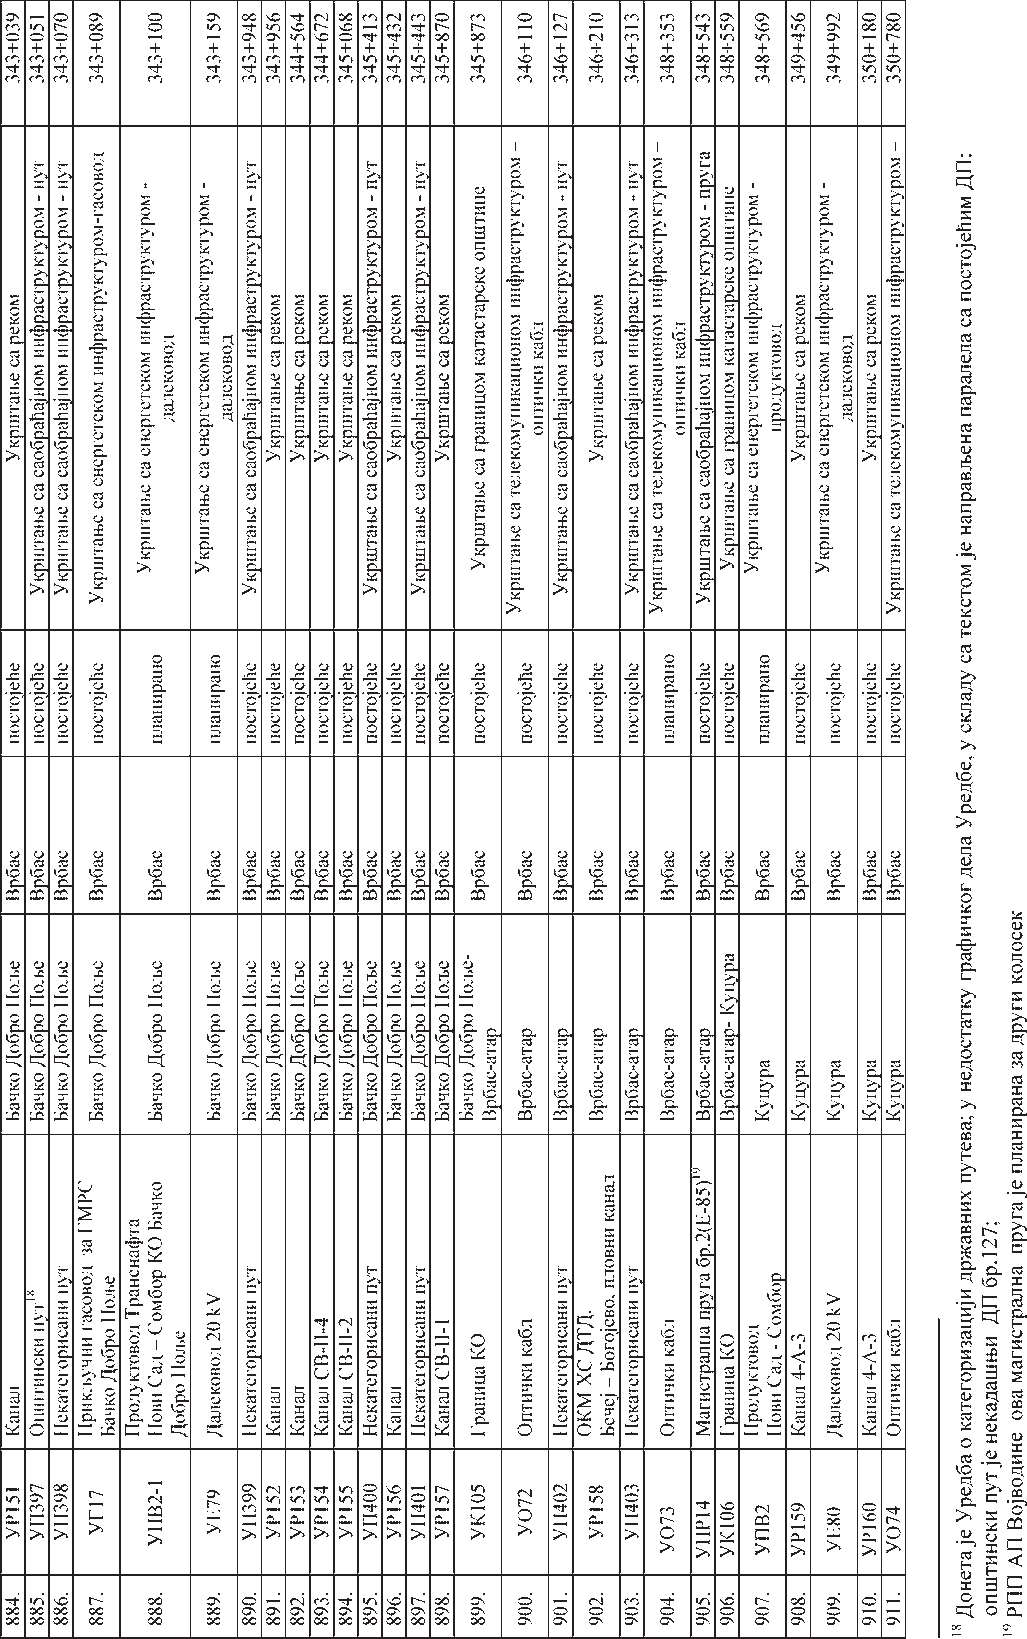 884. УР151 Канал Бачко Добро Поље Врбас постојеће Укрштање са реком 343+039
885. УП397 Општински пут18 Бачко Добро Поље Врбас постојеће Укрштање са саобраћајном инфраструктуром - пут 343+051
886. УП398 Некатегорисани пут Бачко Добро Поље Врбас постојеће Укрштање са саобраћајном инфраструктуром - пут 343+070
887. УГ17 Прикључни гасовод за ГМРС
Бачко Добро Поље Бачко Добро Поље Врбас постојеће Укрштање са енергетском инфраструктуром-гасовод 343+089
888. УПВ2-1 Продуктовод Транснафта
Нови Сад – Сомбор КО Бачко
Добро Поље Бачко Добро Поље Врбас планирано Укрштање са енергетском инфраструктуром -
далековод 343+100
889. УЕ79 Далековод 20 kV Бачко Добро Поље Врбас планирано Укрштање са енергетском инфраструктуром -
далековод 343+159
890. УП399 Некатегорисани пут Бачко Добро Поље Врбас постојеће Укрштање са саобраћајном инфраструктуром - пут 343+948
891. УР152 Канал Бачко Добро Поље Врбас постојеће Укрштање са реком 343+956
892. УР153 Канал Бачко Добро Поље Врбас постојеће Укрштање са реком 344+564
893. УР154 Канал СВ-II-4 Бачко Добро Поље Врбас постојеће Укрштање са реком 344+672
894. УР155 Канал СВ-II-2 Бачко Добро Поље Врбас постојеће Укрштање са реком 345+068
895. УП400 Некатегорисани пут Бачко Добро Поље Врбас постојеће Укрштање са саобраћајном инфраструктуром - пут 345+413
896. УР156 Канал Бачко Добро Поље Врбас постојеће Укрштање са реком 345+432
897. УП401 Некатегорисани пут Бачко Добро Поље Врбас постојеће Укрштање са саобраћајном инфраструктуром - пут 345+443
898. УР157 Канал СВ-II-1 Бачко Добро Поље Врбас постојеће Укрштање са реком 345+870
899. УК105 Граница КО Бачко Добро Поље-
Врбас-атар Врбас постојеће Укрштање са границом катастарске општине 345+873
900. УО72 Оптички кабл Врбас-атар Врбас постојеће Укрштање са телекомуникационом инфраструктуром –
оптички кабл 346+110
901. УП402 Некатегорисани пут Врбас-атар Врбас постојеће Укрштање са саобраћајном инфраструктуром - пут 346+127
902. УР158 ОКМ ХС ДТД,
Бечеј – Богојево, пловни канал Врбас-атар Врбас постојеће Укрштање са реком 346+210
903. УП403 Некатегорисани пут Врбас-атар Врбас постојеће Укрштање са саобраћајном инфраструктуром - пут 346+313
904. УО73 Оптички кабл Врбас-атар Врбас планирано Укрштање са телекомуникационом инфраструктуром –
оптички кабл 348+353
905. УПР14 Магистрална пруга бр.2(Е-85)19 Врбас-атар Врбас постојеће Укрштање са саобраћајном инфраструктуром - пруга 348+543
906. УК106 Граница КО Врбас-атар- Куцура Врбас постојеће Укрштање са границом катастарске општине 348+559
907. УПВ2 Продуктовод
Нови Сад - Сомбор Куцура Врбас планирано Укрштање са енергетском инфраструктуром -
продуктовод 348+569
908. УР159 Канал 4-А-3 Куцура Врбас постојеће Укрштање са реком 349+456
909. УЕ80 Далековод 20 kV Куцура Врбас постојеће Укрштање са енергетском инфраструктуром -
далековод 349+992
910. УР160 Канал 4-А-3 Куцура Врбас постојеће Укрштање са реком 350+180
911. УО74 Оптички кабл Куцура Врбас постојеће Укрштање са телекомуникационом инфраструктуром – 350+780
18 Донета је Уредба о категоризацији државних путева; у недостатку графичког дела Уредбе, у складу са текстом је направљена паралела са постојећим ДП:
општински пут је некадашњи ДП бр.127;
19 РПП АП Војводине ова магистрална пруга је планирана за други колосек